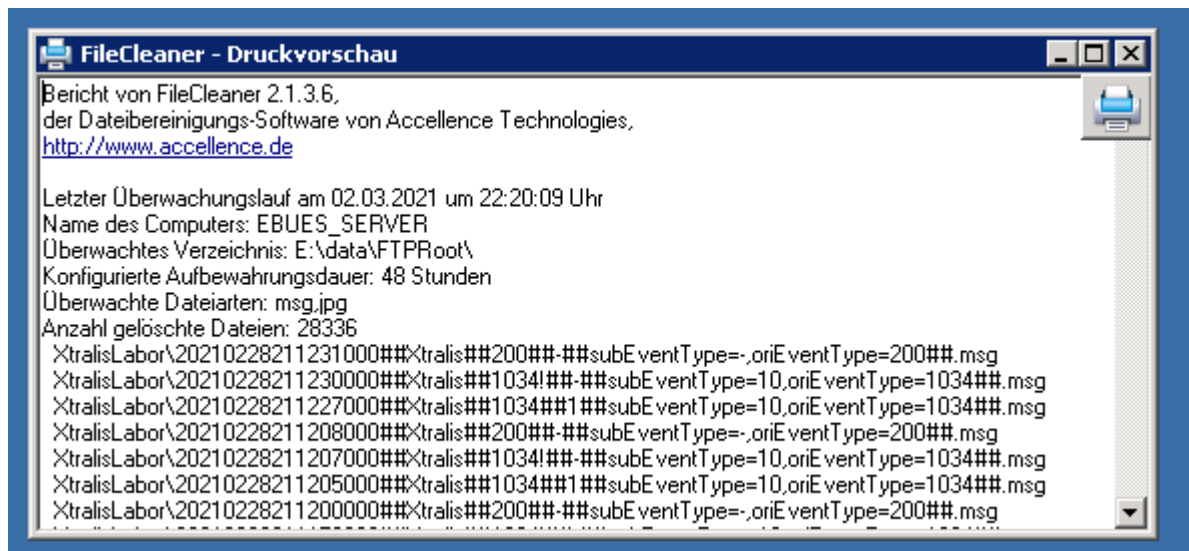 FileCleaner - Druckvorschau
Bericht von FileCleaner 2.1.3.6,
der Dateibereinigungs-Software von Accellence Technologies,
http://www.accellence.de
Letzter Überwachungslauf am 02.03.2021 um 22:20:09 Uhr
Name des Computers: EBUES_SERVER
Überwachtes Verzeichnis: E:\data\FTPRoot\
Konfigurierte Aufbewahrungsdauer: 48 Stunden
Überwachte Dateiarten: msg,jpg
Anzahl gelöschte Dateien: 28336
XtralisLabor\20210228211231000##Xtralis##200##-##subEventType=-,oriEventType=200##.msg
XtralisLabor\20210228211230000##Xtralis##1034!##-##subEventType=10,oriEventType=1034##.msg
XtralisLabor\20210228211227000##Xtralis##1034##1##subEventType=10,oriEventType=1034##.msg
XtralisLabor\20210228211208000##Xtralis##200##-##subEventType=-,oriEventType=200##.msg
XtralisLabor\20210228211207000##Xtralis##1034!##-##subEventType=10,oriEventType=1034##.msg
XtralisLabor\20210228211205000##Xtralis##1034##1##subEventType=10,oriEventType=1034##.msg
XtralisLabor\20210228211200000##Xtralis##200##-##subEventType=-,oriEventType=200##.msg